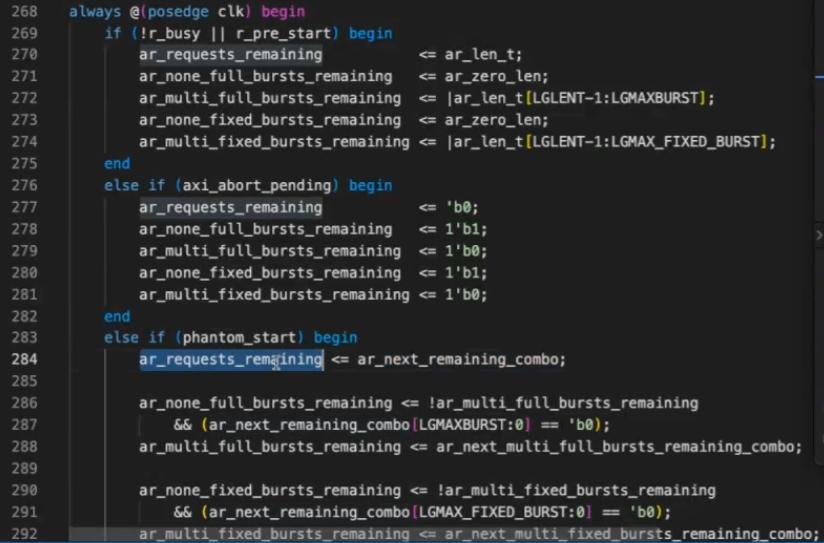 268 always @(posedge clk) begin
269 if (!r_busy || r_pre_start) begin
270 ar_requests_remaining <= ar_len_t;
271 ar_none_full_bursts_remaining <= ar_zero_len;
272 ar_multi_full_bursts_remaining <= |ar_len_t[LGLENT-1:LGMAXBURST];
273 ar_none_fixed_bursts_remaining <= ar_zero_len;
274 ar_multi_fixed_bursts_remaining <= |ar_len_t[LGLENT-1:LGMAX_FIXED_BURST];
275 end
276 else if (axi_abort_pending) begin
277 ar_requests_remaining <= 'b0;
278 ar_none_full_bursts_remaining <= 1'b1;
279 ar_multi_full_bursts_remaining <= 1'b0;
280 ar_none_fixed_bursts_remaining <= 1'b1;
281 ar_multi_fixed_bursts_remaining <= 1'b0;
282 end
283 else if (phantom_start) begin
284 ar_requests_remaining <= ar_next_remaining_combo;
285
286 ar_none_full_bursts_remaining <= !ar_multi_full_bursts_remaining
287 && (ar_next_remaining_combo[LGMAXBURST:0] == 'b0);
288 ar_multi_full_bursts_remaining <= ar_next_multi_full_bursts_remaining_combo;
289
290 ar_none_fixed_bursts_remaining <= !ar_multi_fixed_bursts_remaining
291 && (ar_next_remaining_combo[LGMAX_FIXED_BURST:0] == 'b0);
292 ar_multi_fixed_bursts_remaining <= ar_next_multi_fixed_bursts_remaining_combo;